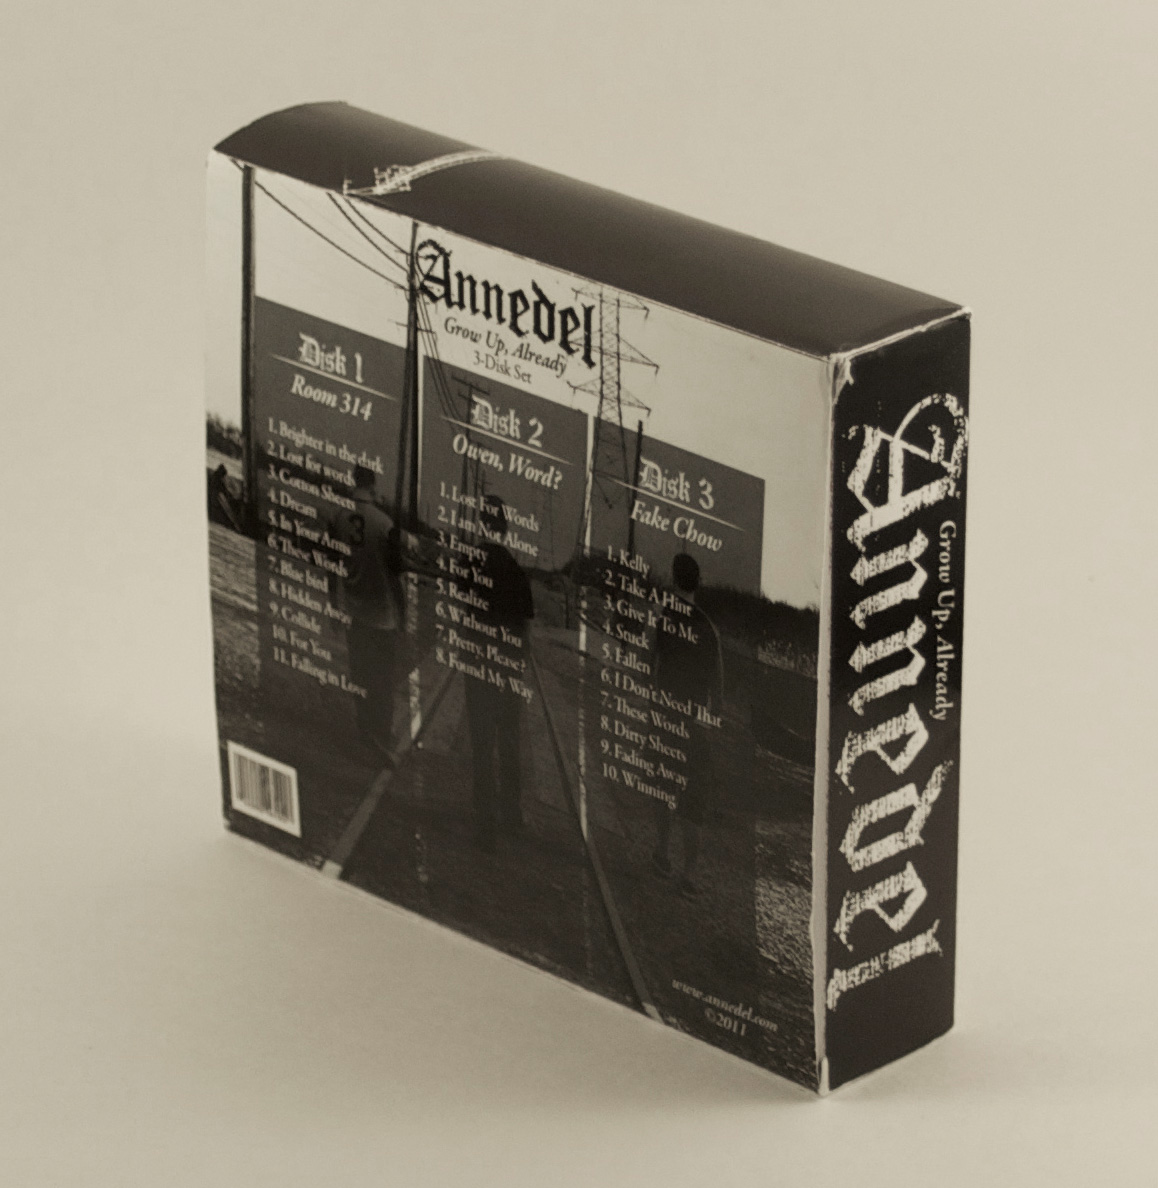 Annedel
Grow Up, Already
3-Disk Set
Disk 1
Room 314
1. Brighter in the dark
2. Lost for words
3. Cotton Sheets
4. Dream
5. In Your Arms
6. These Words
7. Blue bird
8. Hidden Away
9. Collide
10. For You
11. Falling in Love
Disk 2
Owen, Word?
1. Lost For Words
2. I am Not Alone
3. Empty
4. For You
5. Realize
6. Without You
7. Pretty, Please?
8. Found My Way
Disk 3
Fake Chow
1. Kelly
2. Take A Hint
3. Give It To Me
4. Stuck
5. Fallen
6. I Don't Need That
7. These Words
8. Dirty Sheets
9. Fading Away
10. Winning
www.annedel.com
©2011
Annedel
Grow Up, Already
3